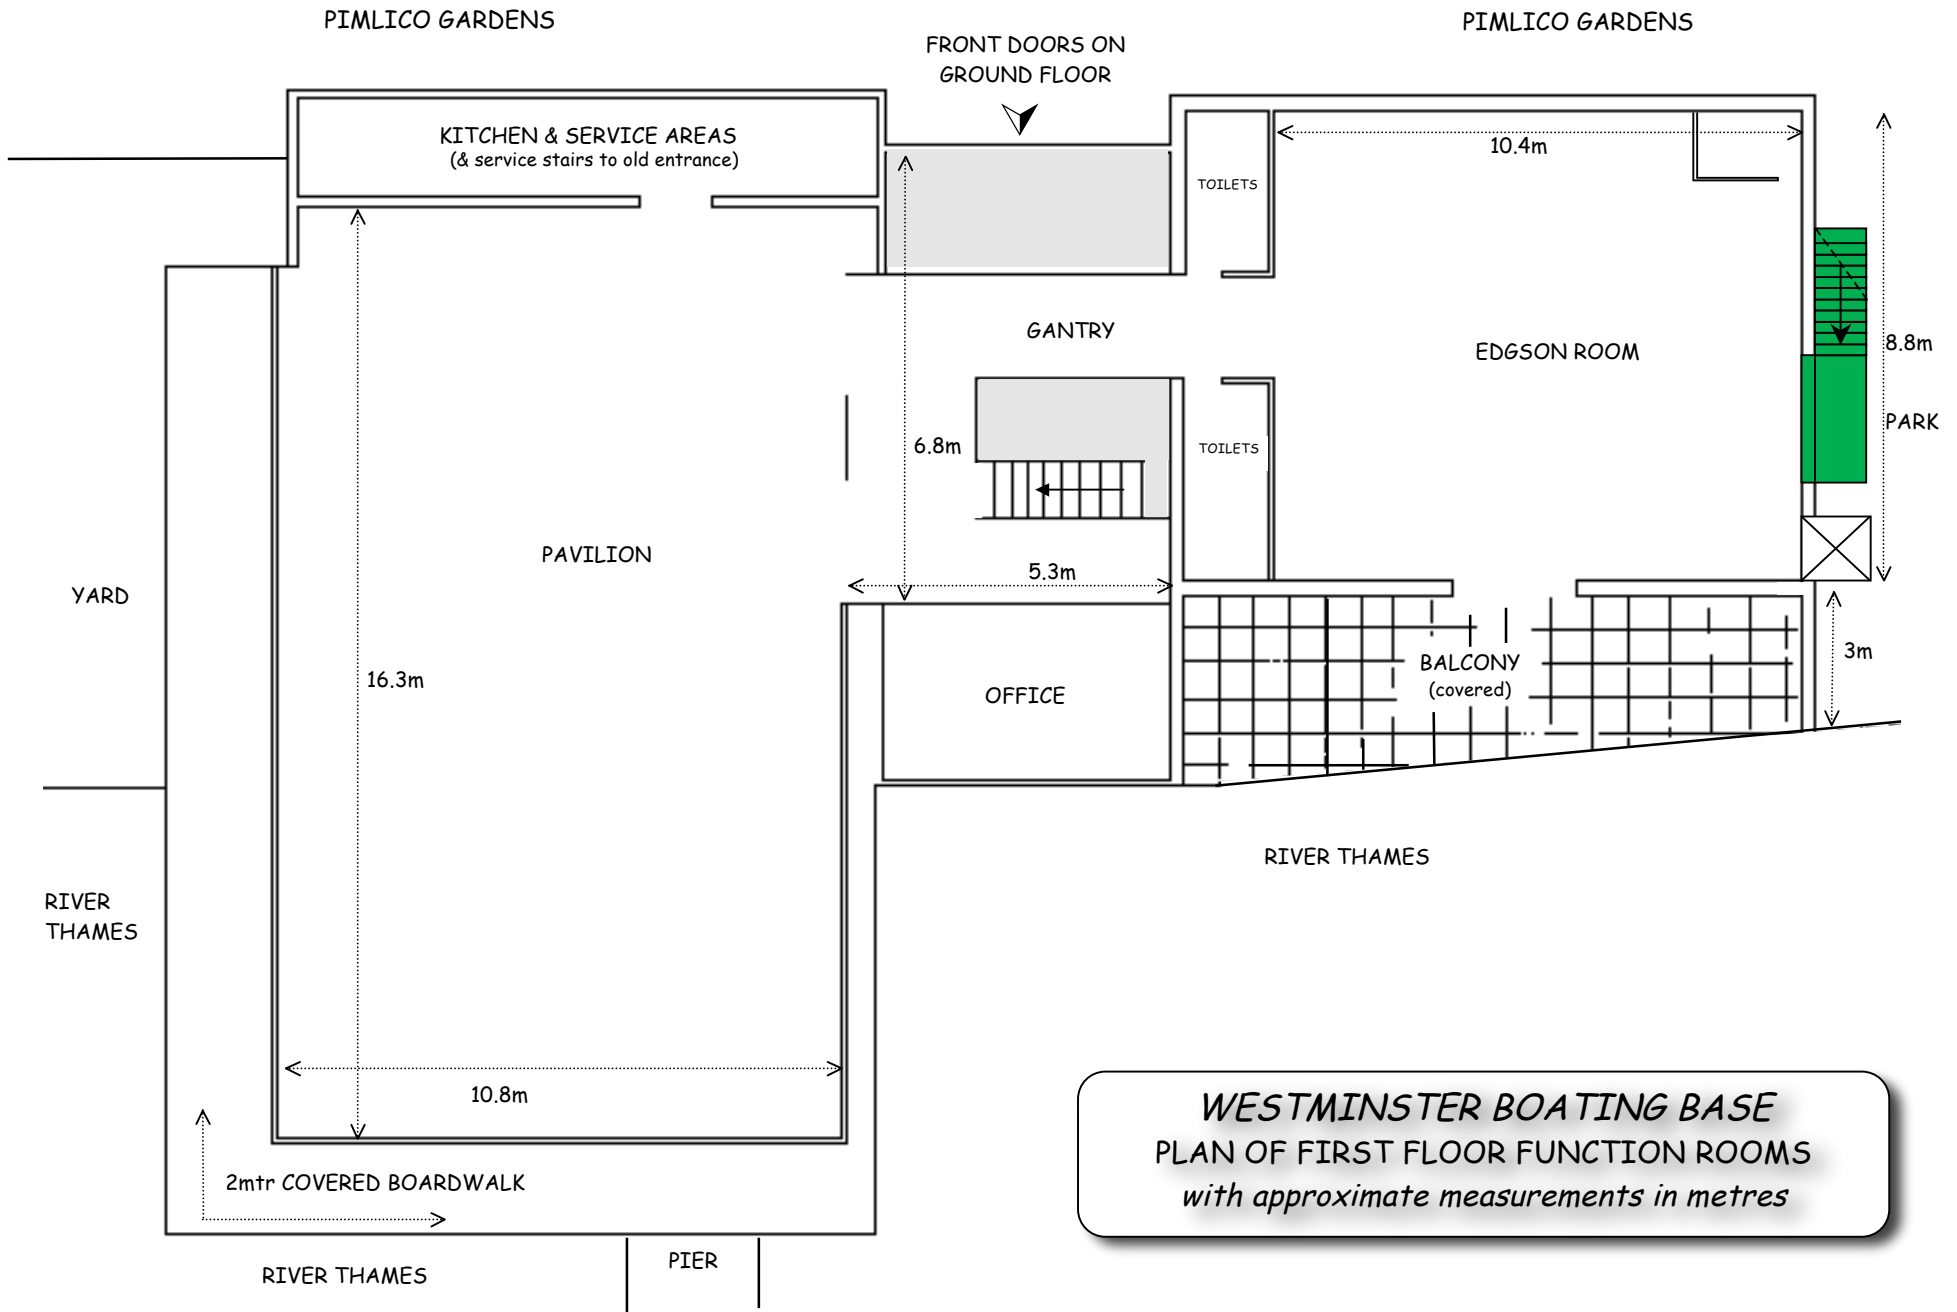 PIMLICO GARDENS
PIMLICO GARDENS
FRONT DOORS ON
GROUND FLOOR
KITCHEN & SERVICE AREAS
(& service stairs to old entrance)
10.4m
TOILETS
GANTRY
EDGSON ROOM
8.8m
PARK
6.8m
TOILETS
PAVILION
5.3m
YARD
BALCONY
(covered)
3m
16.3m
OFFICE
RIVER THAMES
RIVER
THAMES
10.8m
2mtr COVERED BOARDWALK
WESTMINSTER BOATING BASE
PLAN OF FIRST FLOOR FUNCTION ROOMS
with approximate measurements in metres
PIER
RIVER THAMES